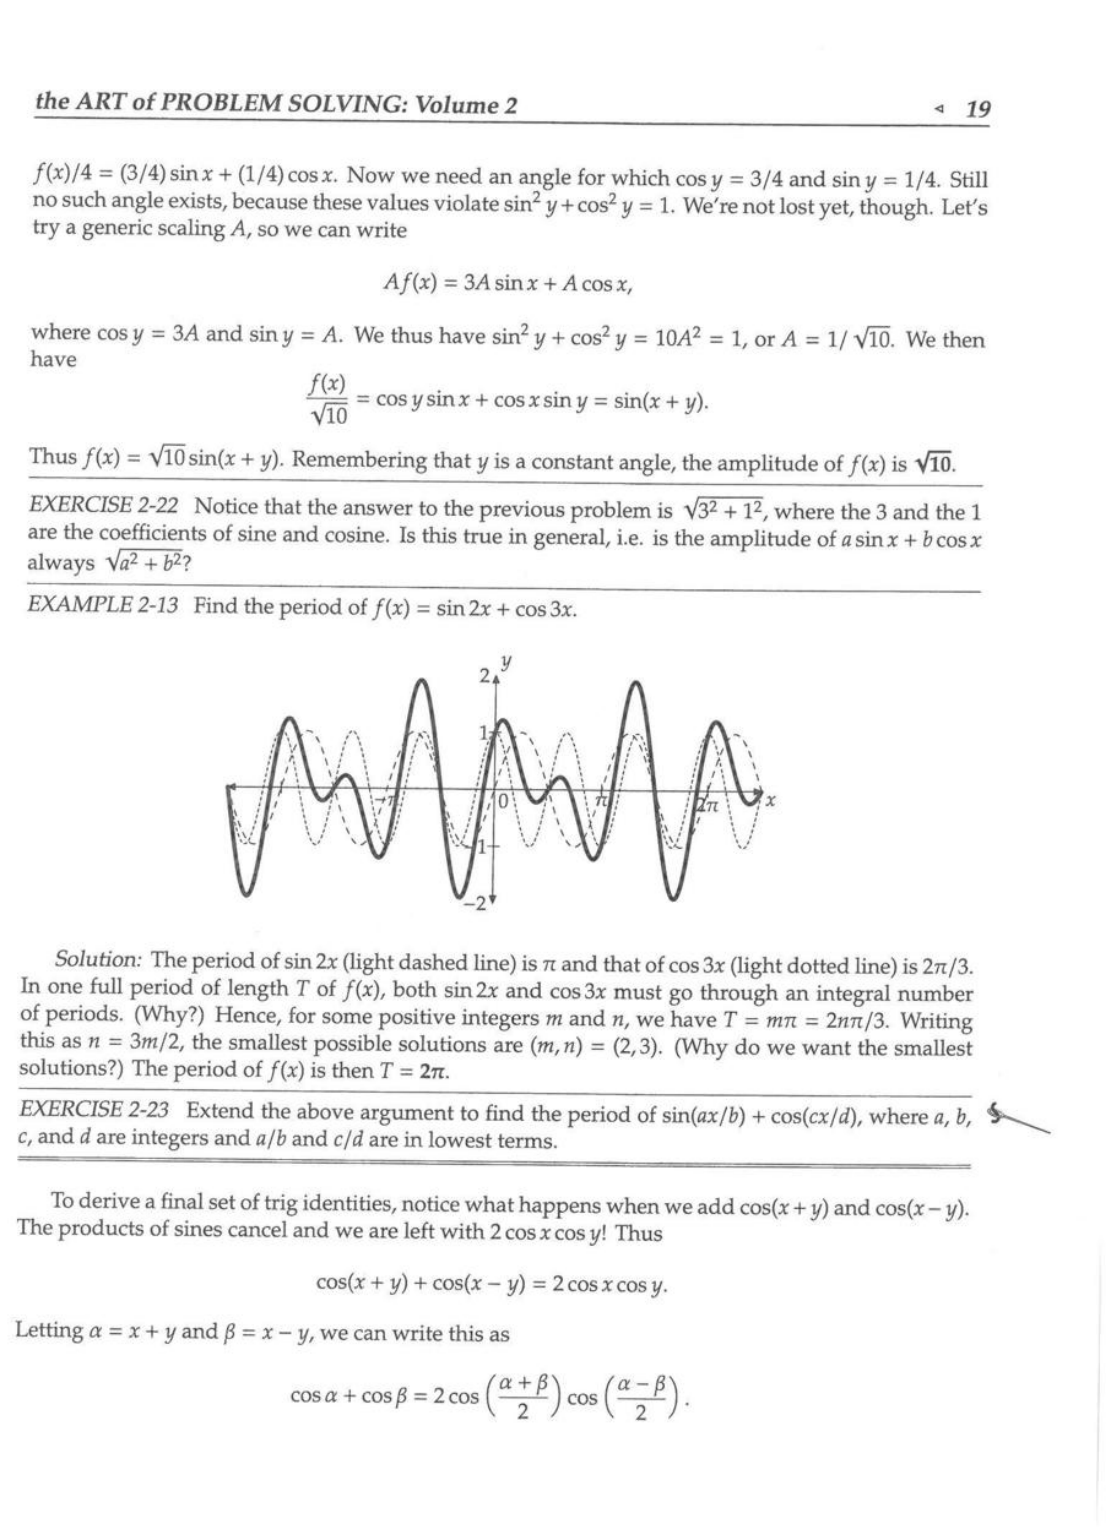 the ART of PROBLEM SOLVING: Volume 2 ◃ 19
f(x)/4 = (3/4) sin x + (1/4) cos x. Now we need an angle for which cos y = 3/4 and sin y = 1/4. Still
no such angle exists, because these values violate sin² y + cos² y = 1. We're not lost yet, though. Let's
try a generic scaling A, so we can write
Af(x) = 3A sin x + A cos x,
where cos y = 3A and sin y = A. We thus have sin² y + cos² y = 10A² = 1, or A = 1/√10. We then
have
f(x)/√10 = cos y sin x + cos x sin y = sin(x + y).
Thus f(x) = √10 sin(x + y). Remembering that y is a constant angle, the amplitude of f(x) is √10.
EXERCISE 2-22 Notice that the answer to the previous problem is √(3² + 1²), where the 3 and the 1
are the coefficients of sine and cosine. Is this true in general, i.e. is the amplitude of a sin x + b cos x
always √(a² + b²)?
EXAMPLE 2-13 Find the period of f(x) = sin 2x + cos 3x.
y
2
1
−π 0 π 2π x
−1
−2
Solution: The period of sin 2x (light dashed line) is π and that of cos 3x (light dotted line) is 2π/3.
In one full period of length T of f(x), both sin 2x and cos 3x must go through an integral number
of periods. (Why?) Hence, for some positive integers m and n, we have T = mπ = 2nπ/3. Writing
this as n = 3m/2, the smallest possible solutions are (m, n) = (2, 3). (Why do we want the smallest
solutions?) The period of f(x) is then T = 2π.
EXERCISE 2-23 Extend the above argument to find the period of sin(ax/b) + cos(cx/d), where a, b,
c, and d are integers and a/b and c/d are in lowest terms.
To derive a final set of trig identities, notice what happens when we add cos(x + y) and cos(x − y).
The products of sines cancel and we are left with 2 cos x cos y! Thus
cos(x + y) + cos(x − y) = 2 cos x cos y.
Letting α = x + y and β = x − y, we can write this as
cos α + cos β = 2 cos ((α + β)/2) cos ((α − β)/2).